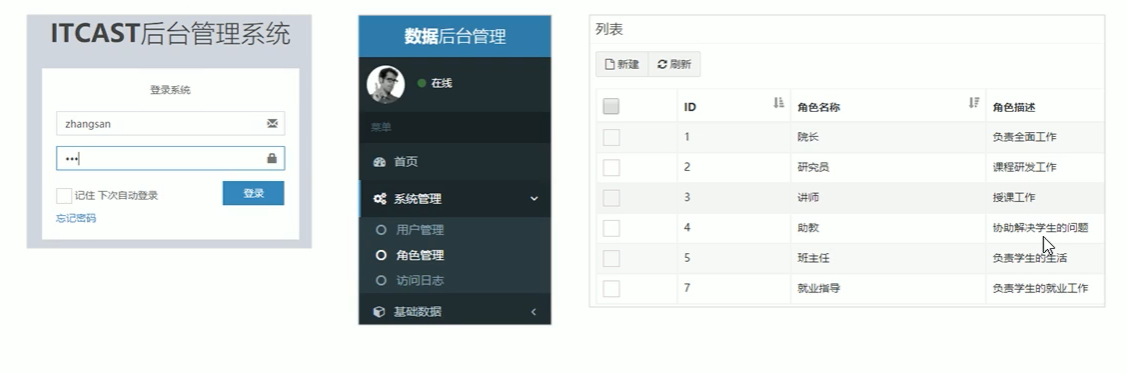 ITCAST后台管理系统
登录系统
zhangsan
记住 下次自动登录
登录
忘记密码
数据后台管理
在线
菜单
首页
系统管理
用户管理
角色管理
访问日志
基础数据
列表
新建 刷新
ID 角色名称 角色描述
1 院长 负责全面工作
2 研究员 课程研发工作
3 讲师 授课工作
4 助教 协助解决学生的问题
5 班主任 负责学生的生活
7 就业指导 负责学生的就业工作